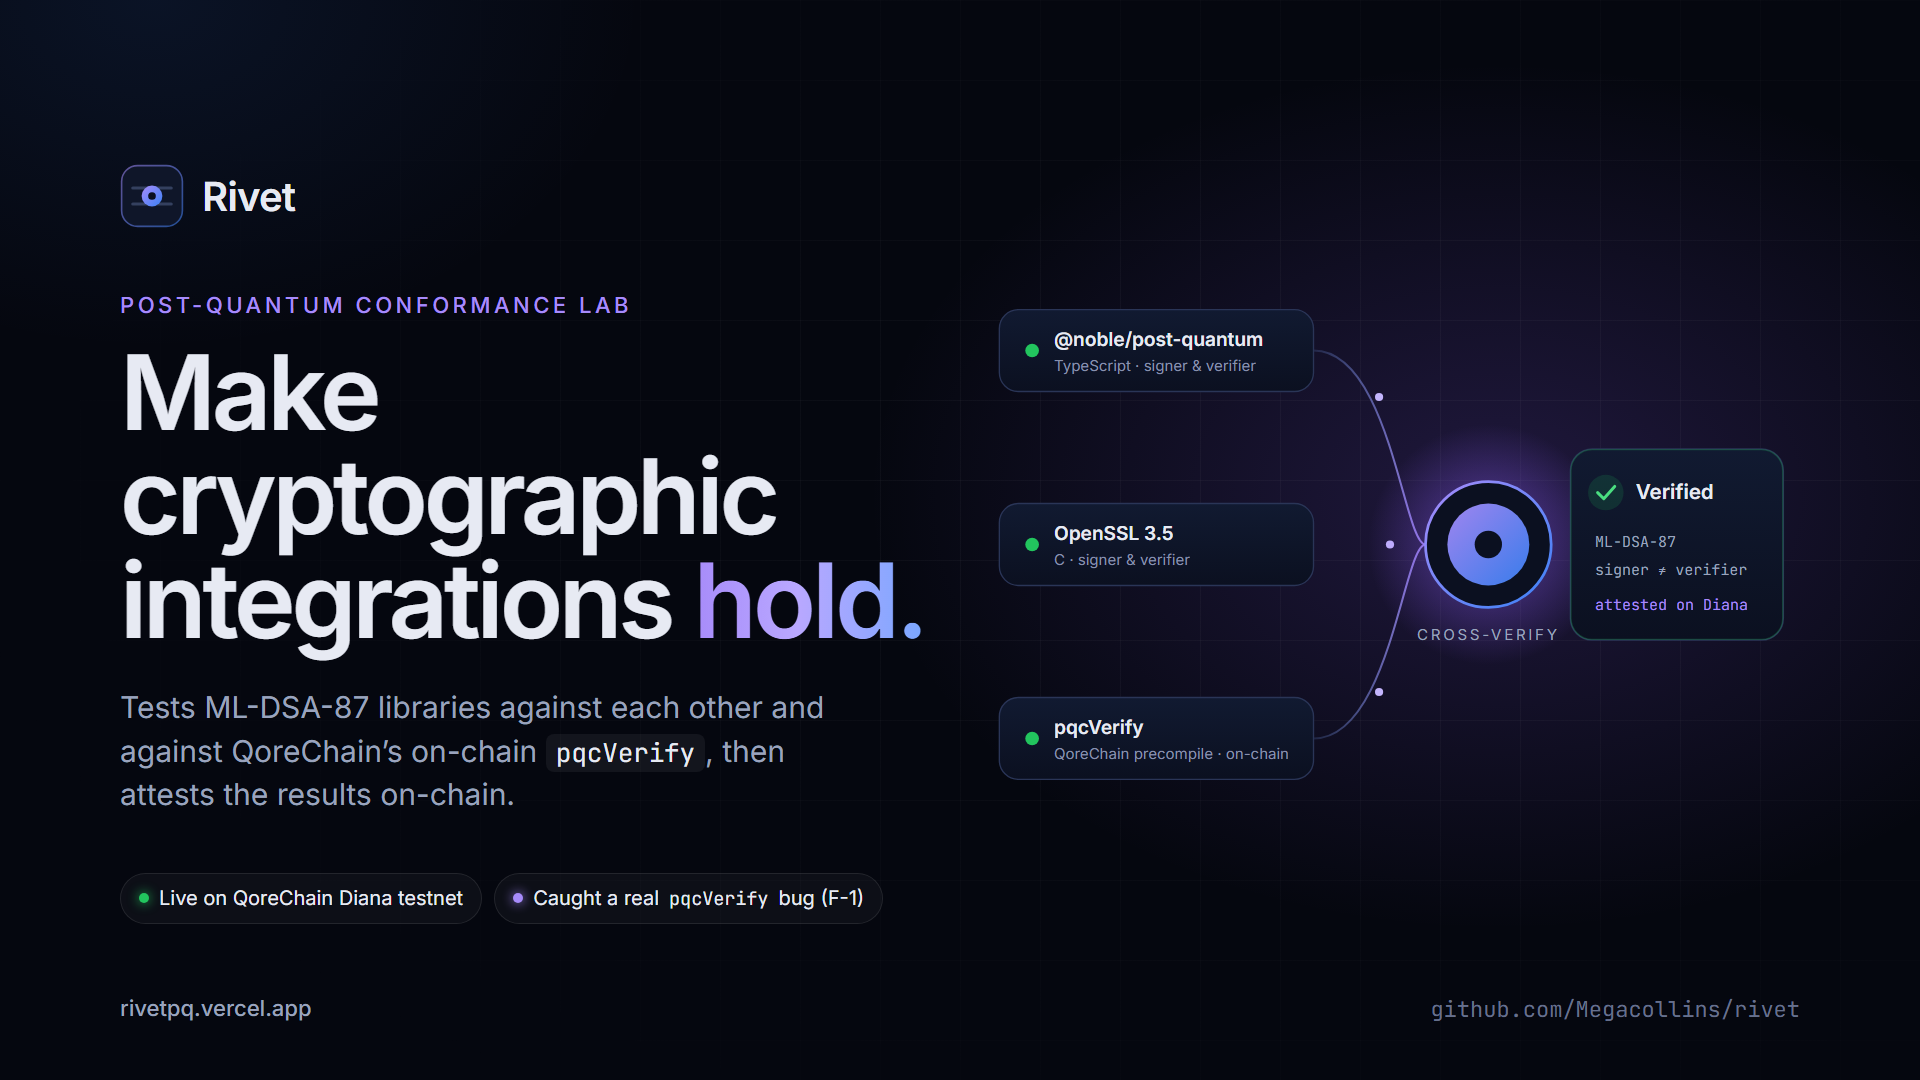 Rivet
POST-QUANTUM CONFORMANCE LAB
Make
cryptographic
integrations hold.
Tests ML-DSA-87 libraries against each other and
against QoreChain’s on-chain pqcVerify, then
attests the results on-chain.
Live on QoreChain Diana testnet
Caught a real pqcVerify bug (F-1)
@noble/post-quantum
TypeScript · signer & verifier
OpenSSL 3.5
C · signer & verifier
pqcVerify
QoreChain precompile · on-chain
CROSS-VERIFY
Verified
ML-DSA-87
signer ≠ verifier
attested on Diana
rivetpq.vercel.app
github.com/Megacollins/rivet